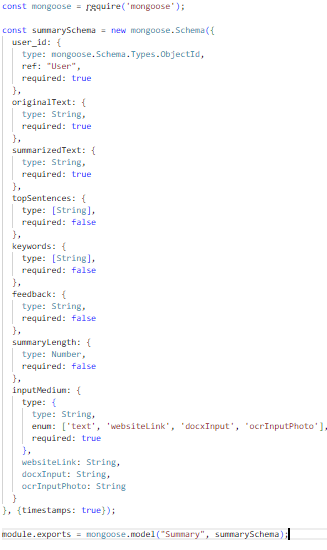 const mongoose = require('mongoose');
const summarySchema = new mongoose.Schema({
user_id: {
type: mongoose.Schema.Types.ObjectId,
ref: "User",
required: true
},
originalText: {
type: String,
required: true
},
summarizedText: {
type: String,
required: true
},
topSentences: {
type: [String],
required: false
},
keywords: {
type: [String],
required: false
},
feedback: {
type: String,
required: false
},
summaryLength: {
type: Number,
required: false
},
inputMedium: {
type: {
type: String,
enum: ['text', 'websiteLink', 'docxInput', 'ocrInputPhoto'],
required: true
},
websiteLink: String,
docxInput: String,
ocrInputPhoto: String
}
}, {timestamps: true});
module.exports = mongoose.model("Summary", summarySchema);